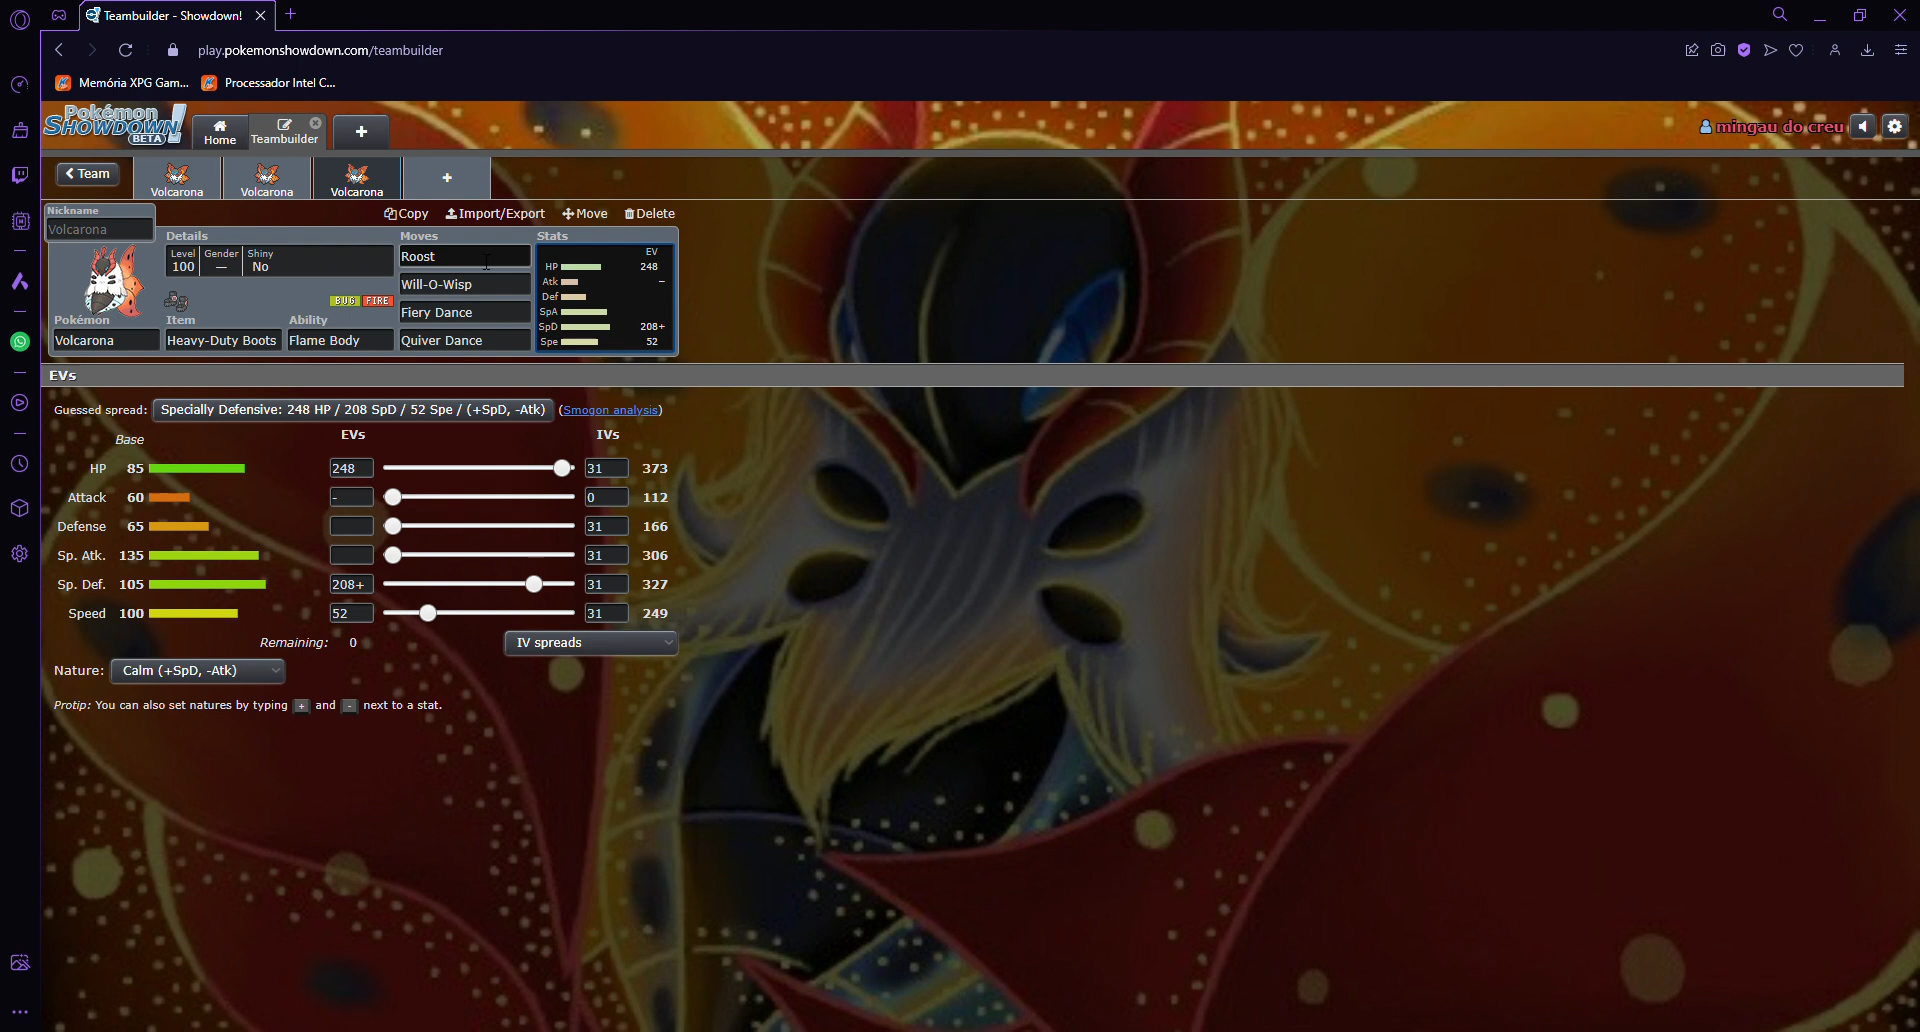 Teambuilder - Showdown!
play.pokemonshowdown.com/teambuilder
Memória XPG Gam... Processador Intel C...
Pokémon
SHOWDOWN!
BETA
Home
Teambuilder
mingau do creu
Team
Volcarona Volcarona Volcarona
Copy Import/Export Move Delete
Nickname
Volcarona
Details
Level Gender Shiny
100 — No
BUG FIRE
Pokémon Item Ability
Volcarona Heavy-Duty Boots Flame Body
Moves
Roost
Will-O-Wisp
Fiery Dance
Quiver Dance
Stats
EV
HP 248
Atk –
Def
SpA
SpD 208+
Spe 52
EVs
Guessed spread: Specially Defensive: 248 HP / 208 SpD / 52 Spe / (+SpD, -Atk) (Smogon analysis)
Base EVs IVs
HP 85 248 31 373
Attack 60 - 0 112
Defense 65 31 166
Sp. Atk. 135 31 306
Sp. Def. 105 208+ 31 327
Speed 100 52 31 249
Remaining: 0 IV spreads
Nature: Calm (+SpD, -Atk)
Protip: You can also set natures by typing + and - next to a stat.